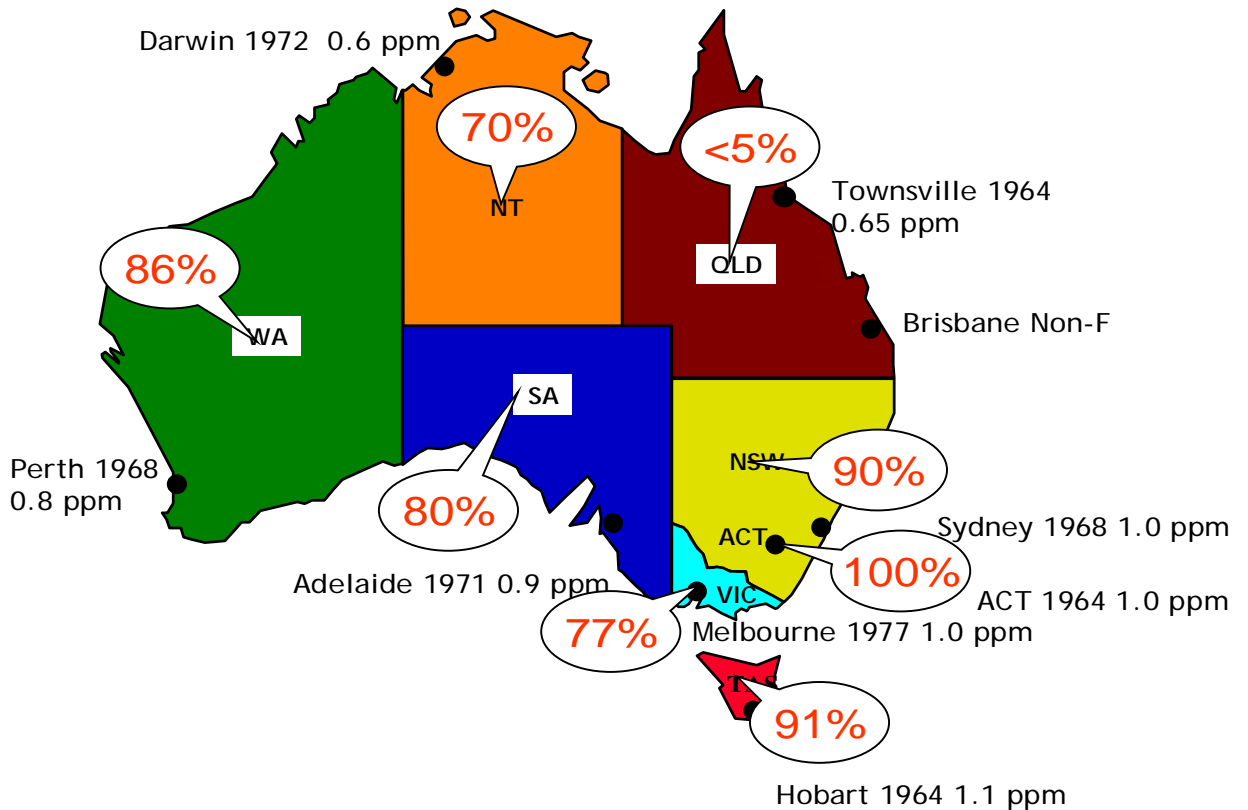 Darwin 1972 0.6 ppm
70%
<5%
NT
Townsville 1964
0.65 ppm
86%
QLD
WA
Brisbane Non-F
SA
Perth 1968
0.8 ppm
NSW
90%
80%
ACT
Sydney 1968 1.0 ppm
100%
Adelaide 1971 0.9 ppm
VIC
ACT 1964 1.0 ppm
77%
Melbourne 1977 1.0 ppm
TAS
91%
Hobart 1964 1.1 ppm